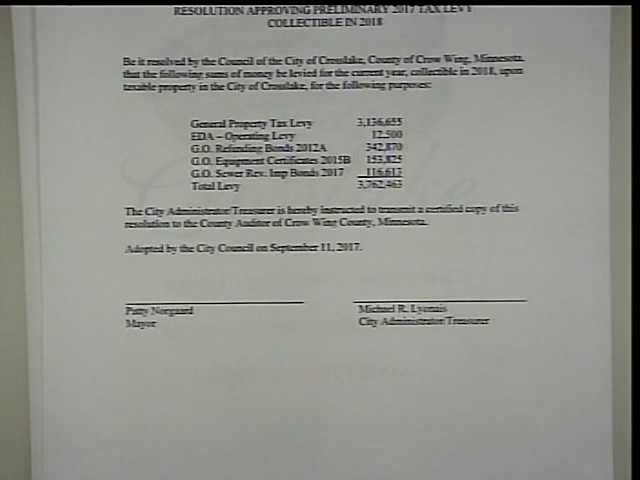 RESOLUTION APPROVING PRELIMINARY 2017 TAX LEVY
COLLECTIBLE IN 2018
Be it resolved by the Council of the City of Crosslake, County of Crow Wing, Minnesota,
that the following sums of money be levied for the current year, collectible in 2018, upon
taxable property in the City of Crosslake, for the following purposes:
General Property Tax Levy 3,136,655
EDA – Operating Levy 12,500
G.O. Refunding Bonds 2012A 342,870
G.O. Equipment Certificates 2015B 153,825
G.O. Sewer Rev. Imp Bonds 2017 116,613
Total Levy 3,762,463
The City Administrator/Treasurer is hereby instructed to transmit a certified copy of this
resolution to the County Auditor of Crow Wing County, Minnesota.
Adopted by the City Council on September 11, 2017.
Patty Norgaard Michael R. Lyonais
Mayor City Administrator/Treasurer